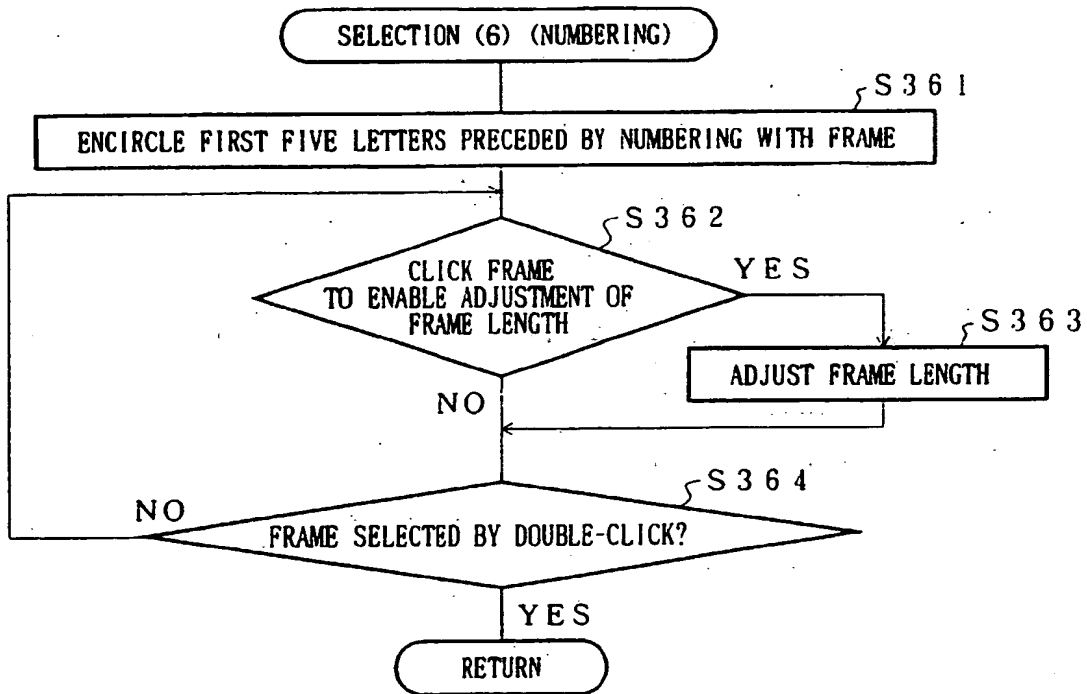 SELECTION (6) (NUMBERING)
S361
ENCIRCLE FIRST FIVE LETTERS PRECEDED BY NUMBERING WITH FRAME
S362
CLICK FRAME
TO ENABLE ADJUSTMENT OF
FRAME LENGTH
YES
S363
ADJUST FRAME LENGTH
NO
S364
NO
FRAME SELECTED BY DOUBLE-CLICK?
YES
RETURN